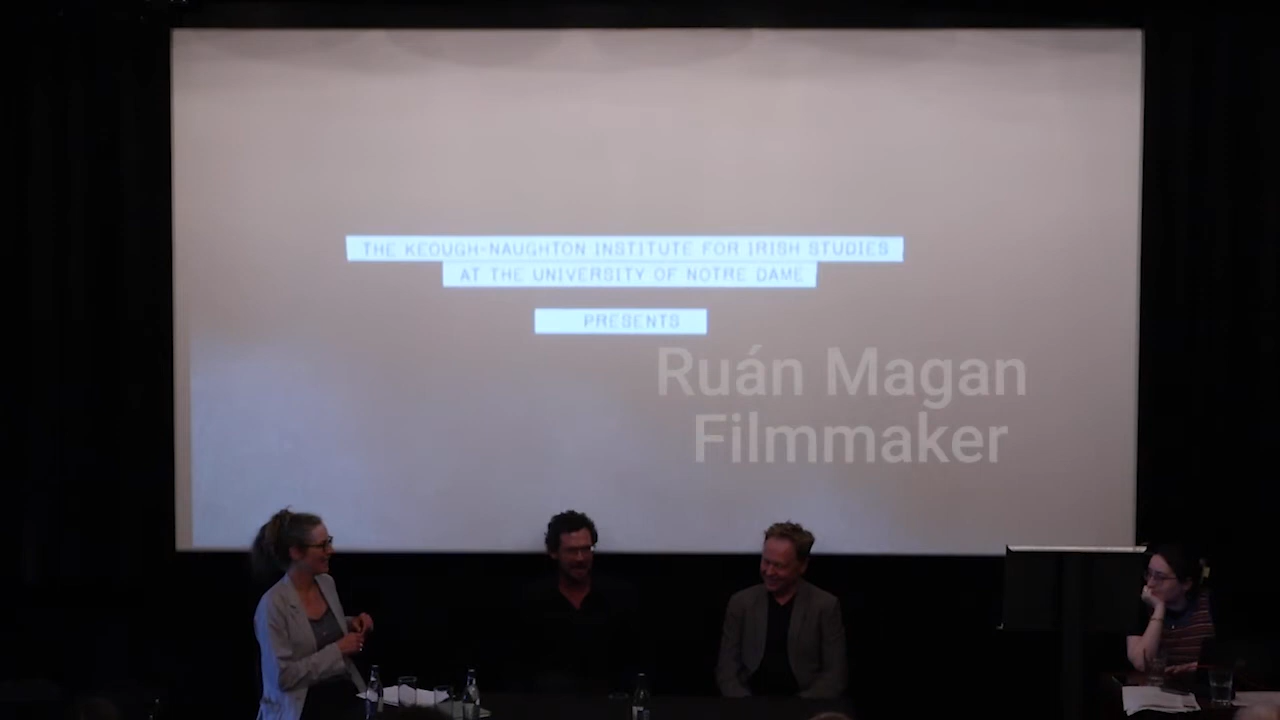 THE KEOUGH-NAUGHTON INSTITUTE FOR IRISH STUDIES
AT THE UNIVERSITY OF NOTRE DAME
PRESENTS
Ruán Magan
Filmmaker